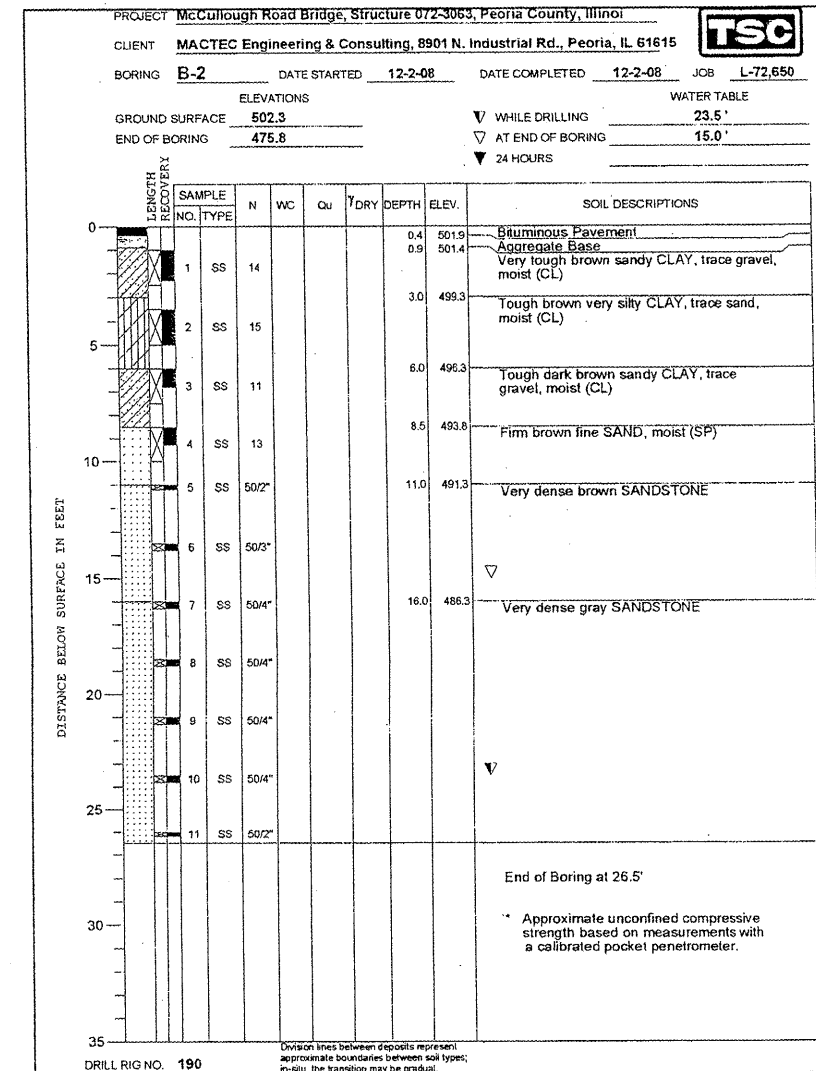 PROJECT McCullough Road Bridge, Structure 072-3063, Peoria County, Illinoi
TSC
CLIENT MACTEC Engineering & Consulting, 8901 N. Industrial Rd., Peoria, IL 61615
BORING B-2 DATE STARTED 12-2-08 DATE COMPLETED 12-2-08 JOB L-72,650
ELEVATIONS WATER TABLE
GROUND SURFACE 502.3 WHILE DRILLING 23.5 '
END OF BORING 475.8 AT END OF BORING 15.0 '
24 HOURS
LENGTH
RECOVERY
SAMPLE N WC Qu γDRY DEPTH ELEV. SOIL DESCRIPTIONS
NO. TYPE
0
0.4 501.9 Bituminous Pavement
0.9 501.4 Aggregate Base
1 SS 14 Very tough brown sandy CLAY, trace gravel,
moist (CL)
3.0 499.3 Tough brown very silty CLAY, trace sand,
moist (CL)
2 SS 15
5
6.0 496.3 Tough dark brown sandy CLAY, trace
gravel, moist (CL)
3 SS 11
8.5 493.8 Firm brown fine SAND, moist (SP)
4 SS 13
10
5 SS 50/2" 11.0 491.3 Very dense brown SANDSTONE
6 SS 50/3"
15
7 SS 50/4" 16.0 486.3 Very dense gray SANDSTONE
8 SS 50/4"
20
9 SS 50/4"
10 SS 50/4"
25
11 SS 50/2"
DISTANCE BELOW SURFACE IN FEET
End of Boring at 26.5'
* Approximate unconfined compressive
strength based on measurements with
a calibrated pocket penetrometer.
30
35
Division lines between deposits represent
approximate boundaries between soil types;
in-situ, the transition may be gradual.
DRILL RIG NO. 190